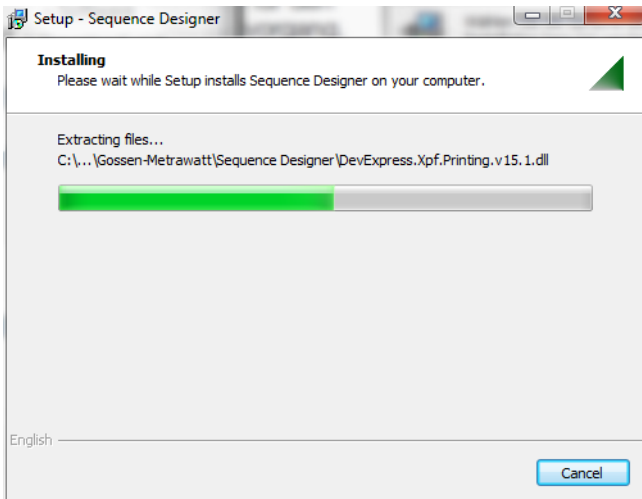 Setup - Sequence Designer
vorgang.
Installing
Please wait while Setup installs Sequence Designer on your computer.
Extracting files...
C:\...\Gossen-Metrawatt\Sequence Designer\DevExpress.Xpf.Printing.v15.1.dll
English
Cancel